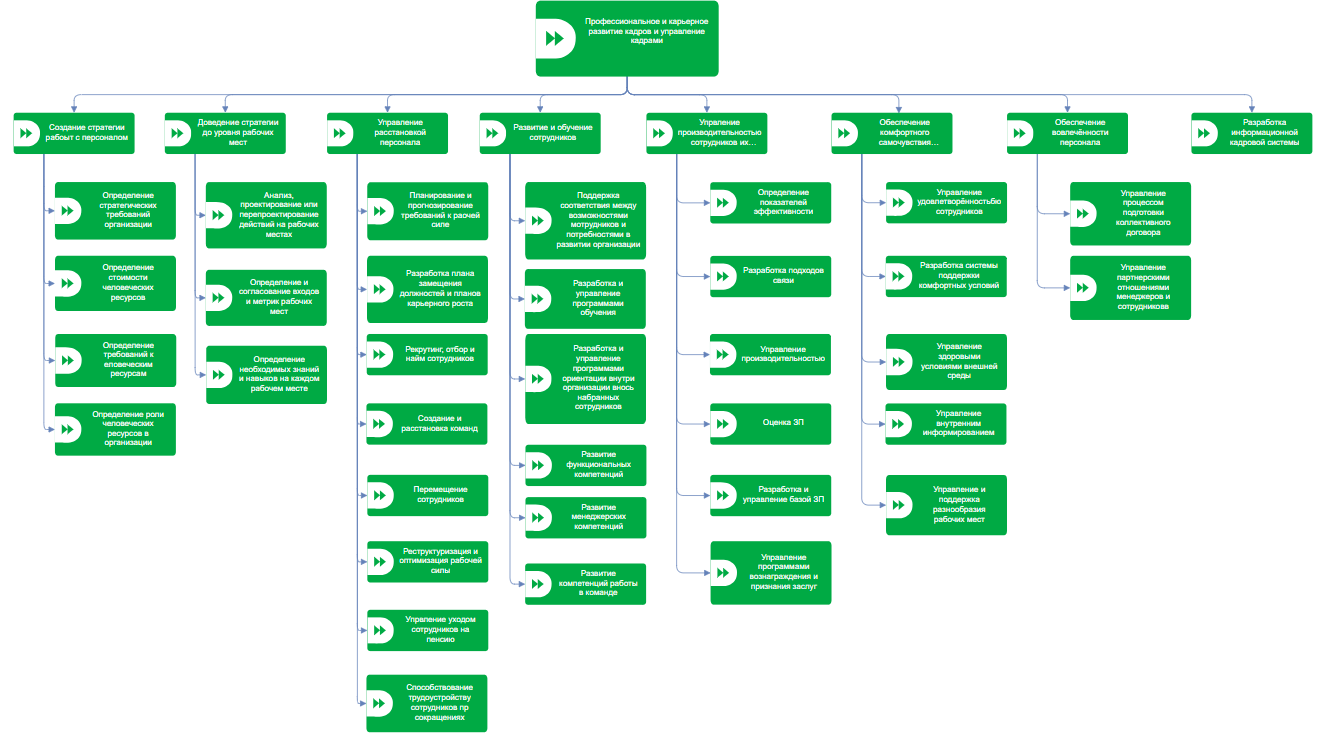 Профессиональное и карьерное
развитие кадров и управление
кадрами
Создание стратегии
рабоыт с персоналом
Доведение стратегии
до уровня рабочих
мест
Управление
расстановкой
персонала
Развитие и обучение
сотрудников
Упрвление
производительностью
сотрудников их...
Обеспечение
комфортного
самочувствия...
Обеспечение
вовлечённости
персонала
Разработка
информационной
кадровой системы
Определение
стратегических
требований
организации
Определение
стоимости
человеческих
ресурсов
Определение
требований к
еловеческим
ресурсам
Определение роли
человеческих
ресурсов в
организации
Анализ,
проектирование или
перепроектирование
действий на рабочих
местах
Определение и
согласование входов
и метрик рабочих
мест
Определение
необходимых знаний
и навыков на каждом
рабочем месте
Планирование и
прогнозирование
требований к рачей
силе
Разработка плана
замещения
должностей и планов
карьерного роста
Рекрутинг, отбор и
найм сотрудников
Создание и
расстановка команд
Перемещение
сотрудников
Реструктуризация и
оптимизация рабочей
силы
Упрвление уходом
сотрудников на
пенсию
Способствование
трудоустройству
сотрудников пр
сокращениях
Поддержка
соответствия между
возможностями
мотрудников и
потребностями в
развитии организации
Разработка и
управление
программами
обучения
Разработка и
управление
программами
ориентации внутри
организации внось
набранных
сотрудников
Развитие
функциональных
компетенций
Развитие
менеджерских
компетенций
Развитие
компетенций работы
в команде
Определение
показателей
эффективности
Разработка подходов
связи
Управление
производительностью
Оценка ЗП
Разработка и
управление базой ЗП
Управление
программами
вознаграждения и
признания заслуг
Управление
удовлетворённостьбю
сотрудников
Разработка системы
поддержки
комфортных условий
Управление
здоровыми
условиями внешней
среды
Управление
внутренним
информированием
Управление и
поддержка
разнообразия
рабочих мест
Управление
процессом
подготовки
коллективного
договора
Управление
партнерскими
отношениями
менеджеров и
сотрудникавв